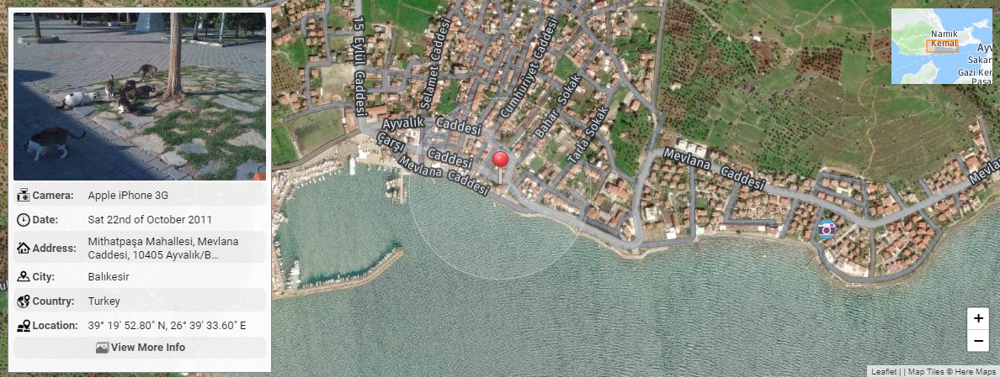 Camera: Apple iPhone 3G
Date: Sat 22nd of October 2011
Address: Mithatpaşa Mahallesi, Mevlana
Caddesi, 10405 Ayvalık/B...
City: Balıkesir
Country: Turkey
Location: 39° 19' 52.80" N, 26° 39' 33.60" E
View More Info
15 Eylül Caddesi
Selamet Caddesi
Cumhuriyet Caddesi
Bahar Sokak
Tarla Sokak
Ayvalık Caddesi
Çarşı Caddesi
Mevlana Caddesi
Mevlana Caddesi
Mevla
Namık
Kemal
Ayv
Sakar
Gazi Ker
Paşa
+
−
Leaflet | | Map Tiles © Here Maps